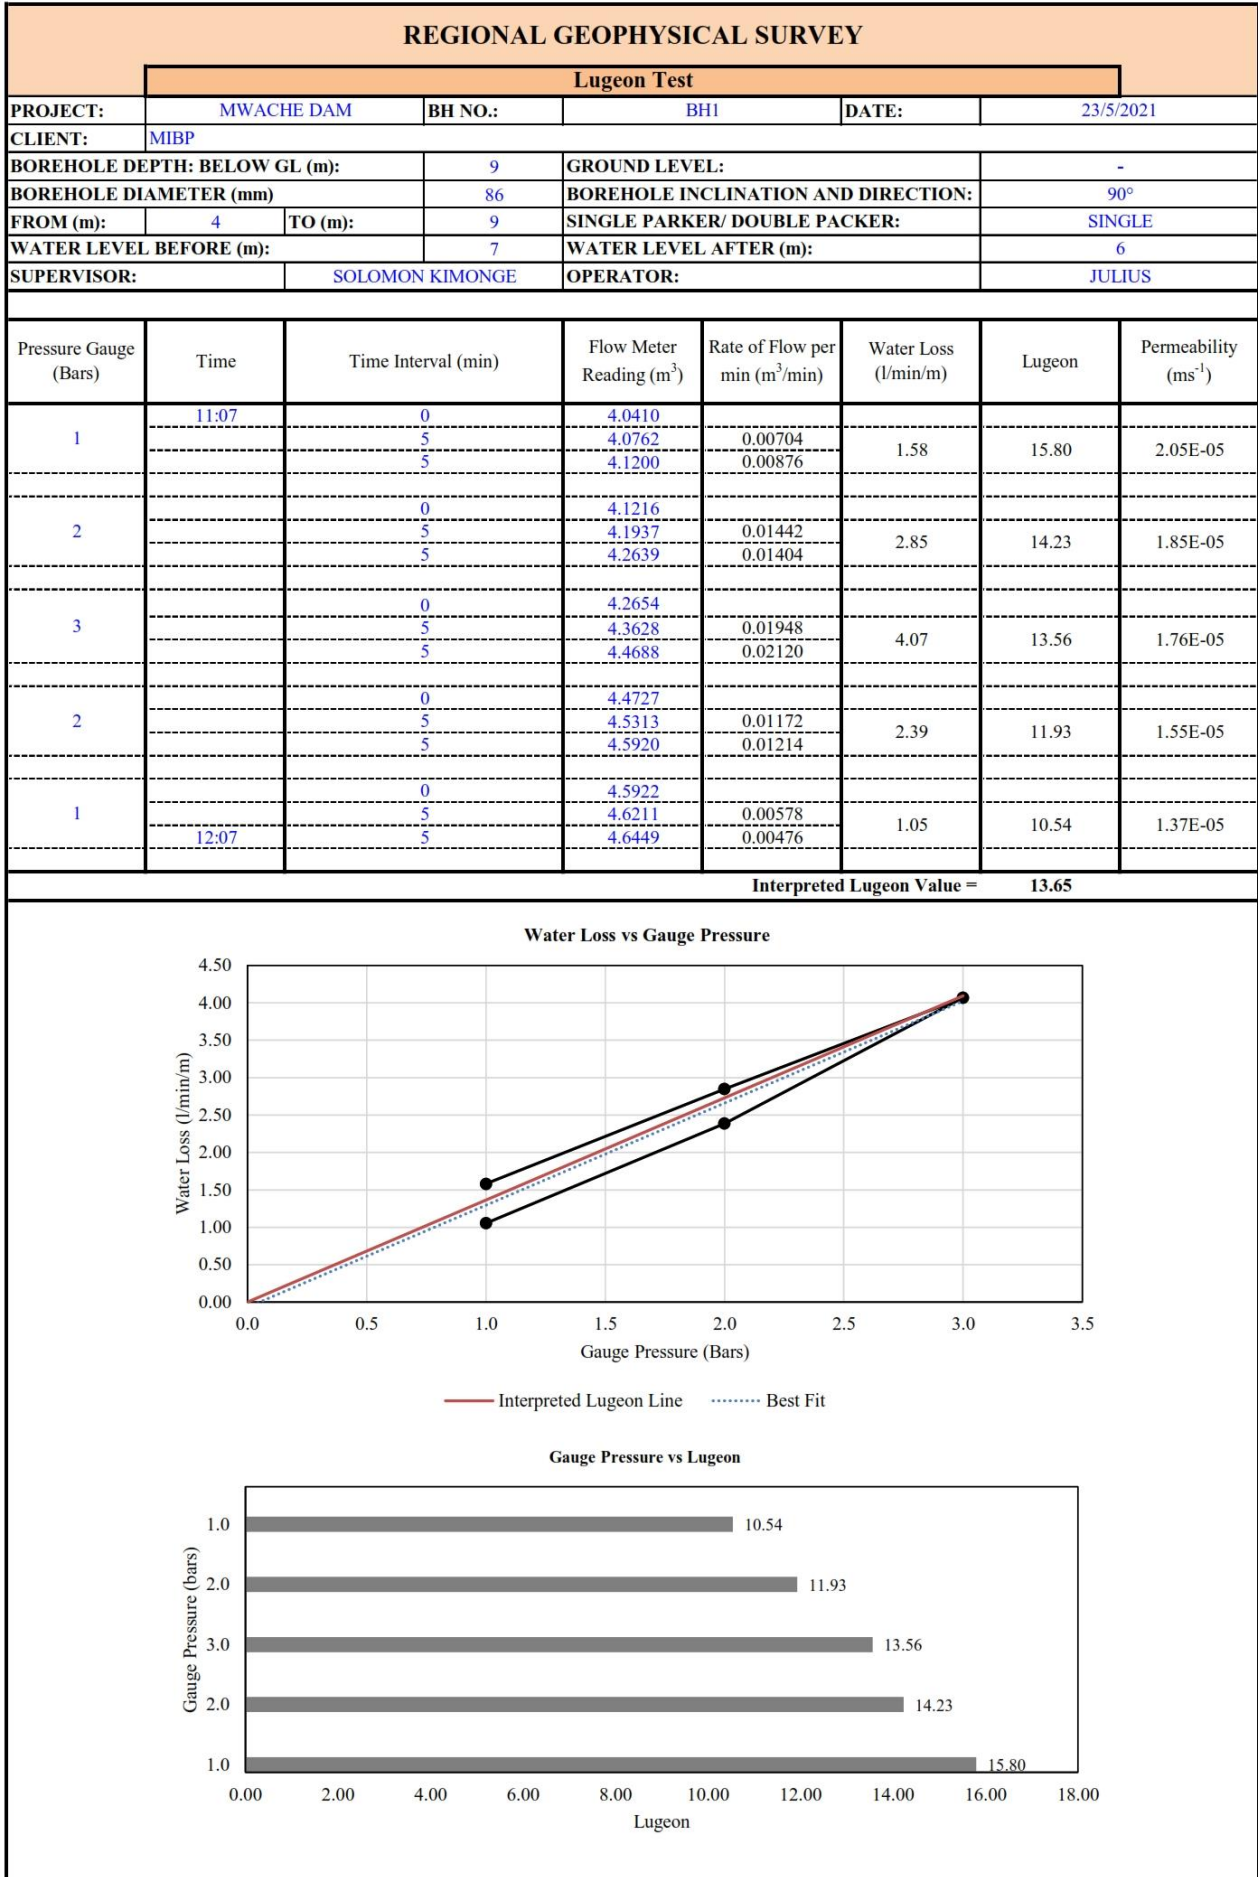 REGIONAL GEOPHYSICAL SURVEY
Lugeon Test
PROJECT: MWACHE DAM BH NO.: BH1 DATE: 23/5/2021
CLIENT: MIBP
BOREHOLE DEPTH: BELOW GL (m): 9 GROUND LEVEL: -
BOREHOLE DIAMETER (mm) 86 BOREHOLE INCLINATION AND DIRECTION: 90°
FROM (m): 4 TO (m): 9 SINGLE PARKER/ DOUBLE PACKER: SINGLE
WATER LEVEL BEFORE (m): 7 WATER LEVEL AFTER (m): 6
SUPERVISOR: SOLOMON KIMONGE OPERATOR: JULIUS
Pressure Gauge (Bars) Time Time Interval (min) Flow Meter Reading (m³) Rate of Flow per min (m³/min) Water Loss (l/min/m) Lugeon Permeability (ms⁻¹)
11:07 0 4.0410
1 5 4.0762 0.00704 1.58 15.80 2.05E-05
5 4.1200 0.00876
0 4.1216
2 5 4.1937 0.01442 2.85 14.23 1.85E-05
5 4.2639 0.01404
0 4.2654
3 5 4.3628 0.01948 4.07 13.56 1.76E-05
5 4.4688 0.02120
0 4.4727
2 5 4.5313 0.01172 2.39 11.93 1.55E-05
5 4.5920 0.01214
0 4.5922
1 5 4.6211 0.00578 1.05 10.54 1.37E-05
12:07 5 4.6449 0.00476
Interpreted Lugeon Value = 13.65
Water Loss vs Gauge Pressure
Water Loss (l/min/m)
4.50
4.00
3.50
3.00
2.50
2.00
1.50
1.00
0.50
0.00
0.0 0.5 1.0 1.5 2.0 2.5 3.0 3.5
Gauge Pressure (Bars)
Interpreted Lugeon Line Best Fit
Gauge Pressure vs Lugeon
Gauge Pressure (bars)
1.0 10.54
2.0 11.93
3.0 13.56
2.0 14.23
1.0 15.80
0.00 2.00 4.00 6.00 8.00 10.00 12.00 14.00 16.00 18.00
Lugeon